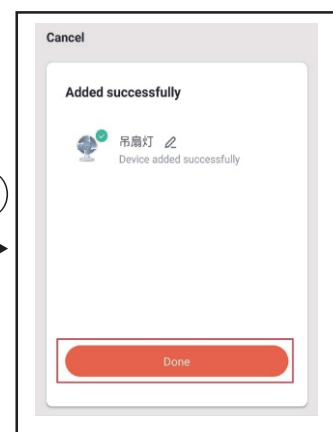 Cancel
Added successfully
吊扇灯
Device added successfully
Done